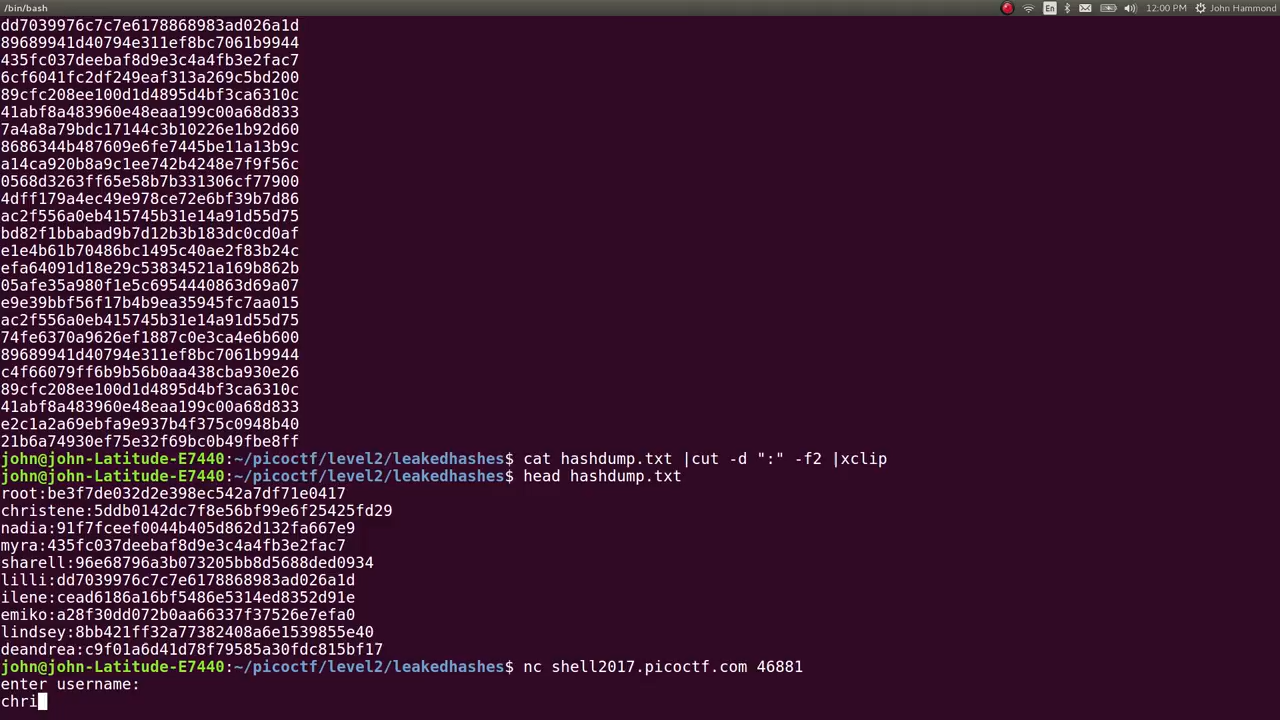 /bin/bash
En
12:00 PM
John Hammond
dd7039976c7c7e6178868983ad026a1d
89689941d40794e311ef8bc7061b9944
435fc037deebaf8d9e3c4a4fb3e2fac7
6cf6041fc2df249eaf313a269c5bd200
89cfc208ee100d1d4895d4bf3ca6310c
41abf8a483960e48eaa199c00a68d833
7a4a8a79bdc17144c3b10226e1b92d60
8686344b487609e6fe7445be11a13b9c
a14ca920b8a9c1ee742b4248e7f9f56c
0568d3263ff65e58b7b331306cf77900
4dff179a4ec49e978ce72e6bf39b7d86
ac2f556a0eb415745b31e14a91d55d75
bd82f1bbabad9b7d12b3b183dc0cd0af
e1e4b61b70486bc1495c40ae2f83b24c
efa64091d18e29c53834521a169b862b
05afe35a980f1e5c6954440863d69a07
e9e39bbf56f17b4b9ea35945fc7aa015
ac2f556a0eb415745b31e14a91d55d75
74fe6370a9626ef1887c0e3ca4e6b600
89689941d40794e311ef8bc7061b9944
c4f66079ff6b9b56b0aa438cba930e26
89cfc208ee100d1d4895d4bf3ca6310c
41abf8a483960e48eaa199c00a68d833
e2c1a2a69ebfa9e937b4f375c0948b40
21b6a74930ef75e32f69bc0b49fbe8ff
john@john-Latitude-E7440:~/picoctf/level2/leakedhashes$ cat hashdump.txt |cut -d ":" -f2 |xclip
john@john-Latitude-E7440:~/picoctf/level2/leakedhashes$ head hashdump.txt
root:be3f7de032d2e398ec542a7df71e0417
christene:5ddb0142dc7f8e56bf99e6f25425fd29
nadia:91f7fceef0044b405d862d132fa667e9
myra:435fc037deebaf8d9e3c4a4fb3e2fac7
sharell:96e68796a3b073205bb8d5688ded0934
lilli:dd7039976c7c7e6178868983ad026a1d
ilene:cead6186a16bf5486e5314ed8352d91e
emiko:a28f30dd072b0aa66337f37526e7efa0
lindsey:8bb421ff32a77382408a6e1539855e40
deandrea:c9f01a6d41d78f79585a30fdc815bf17
john@john-Latitude-E7440:~/picoctf/level2/leakedhashes$ nc shell2017.picoctf.com 46881
enter username:
chri